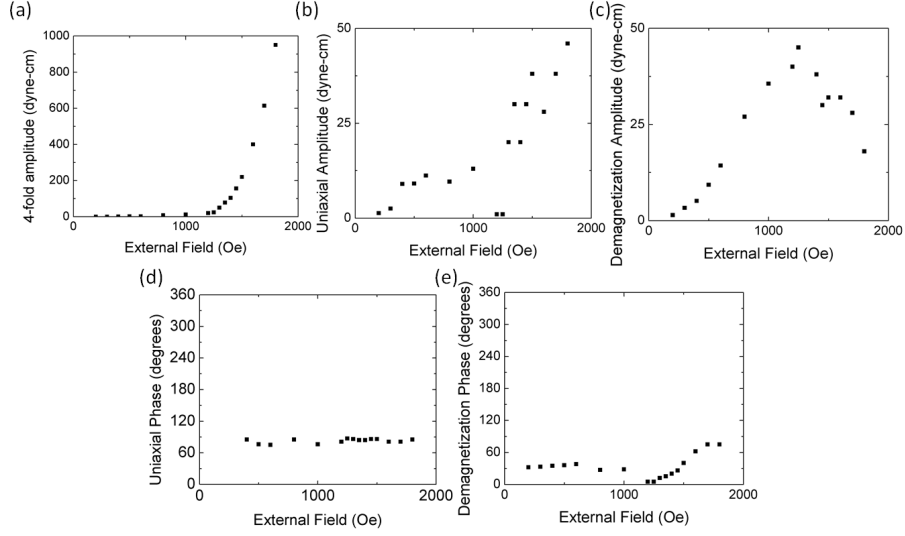 (a)
4-fold amplitude (dyne-cm)
1000
800
600
400
200
0
0 1000 2000
External Field (Oe)
(b)
Uniaxial Amplitude (dyne-cm)
50
25
0
0 1000 2000
External Field (Oe)
(c)
Demagnetization Amplitude (dyne-cm)
50
25
0
0 1000 2000
External Field (Oe)
(d)
Uniaxial Phase (degrees)
360
300
240
180
120
60
0
0 1000 2000
External Field (Oe)
(e)
Demagnetization Phase (degrees)
360
300
240
180
120
60
0
0 1000 2000
External Field (Oe)